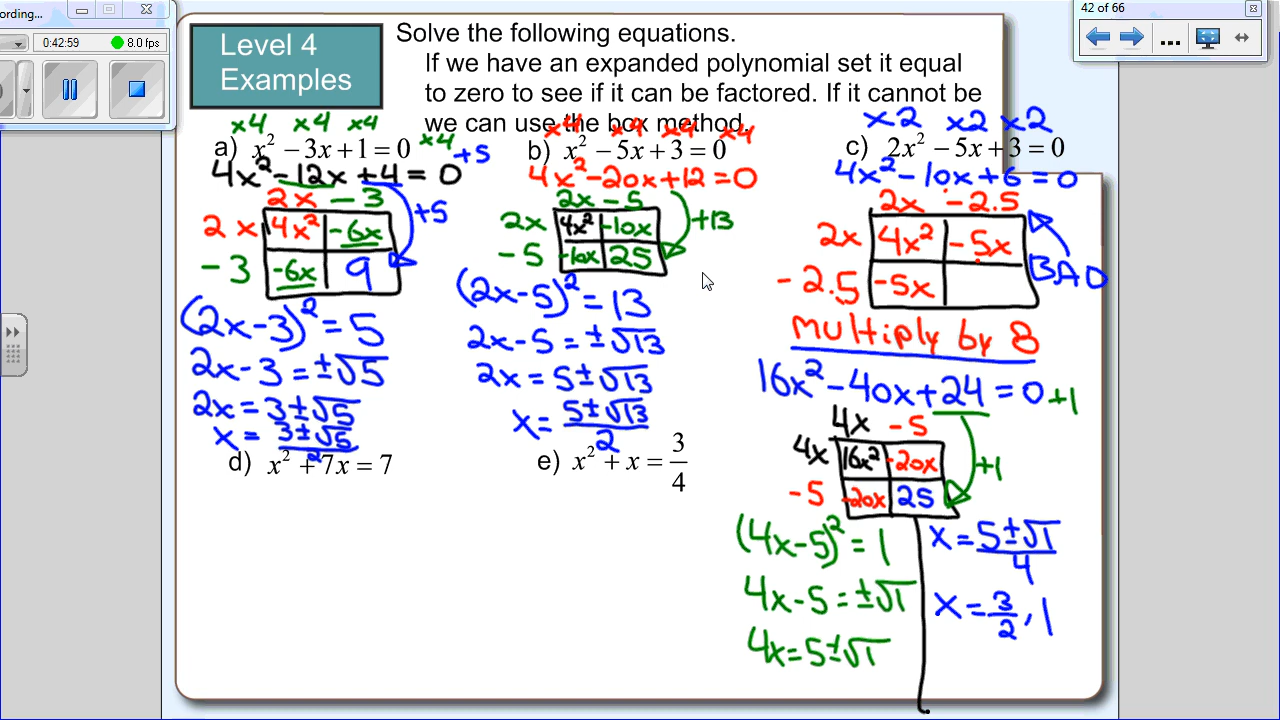 ording...
0:42:59 8.0 fps
42 of 66
Level 4
Examples
Solve the following equations.
If we have an expanded polynomial set it equal
to zero to see if it can be factored. If it cannot be
we can use the box method.
×4 ×4 ×4 ×4
a) x² − 3x + 1 = 0 +5
4x² − 12x + 4 = 0
2x − 3
2x 4x² −6x +5
−3 −6x 9
(2x−3)² = 5
2x−3 = ±√5
2x = 3±√5
x = 3±√5
2
×4 ×4 ×4 ×4
b) x² − 5x + 3 = 0
4x²−20x+12=0
2x − 5
2x 4x² −10x +13
−5 −10x 25
(2x−5)² = 13
2x−5 = ±√13
2x = 5±√13
x = 5±√13
2
×2 ×2 ×2
c) 2x² − 5x + 3 = 0
4x²−10x+6=0
2x −2.5
2x 4x² −5x
−2.5 −5x BAD
multiply by 8
16x²−40x+24=0+1
4x −5
4x 16x² −20x +1
−5 −20x 25
(4x−5)² = 1
4x−5 = ±√1
4x = 5±√1
x = 5±√1
4
x = 3/2, 1
d) x² + 7x = 7
e) x² + x = 3/4